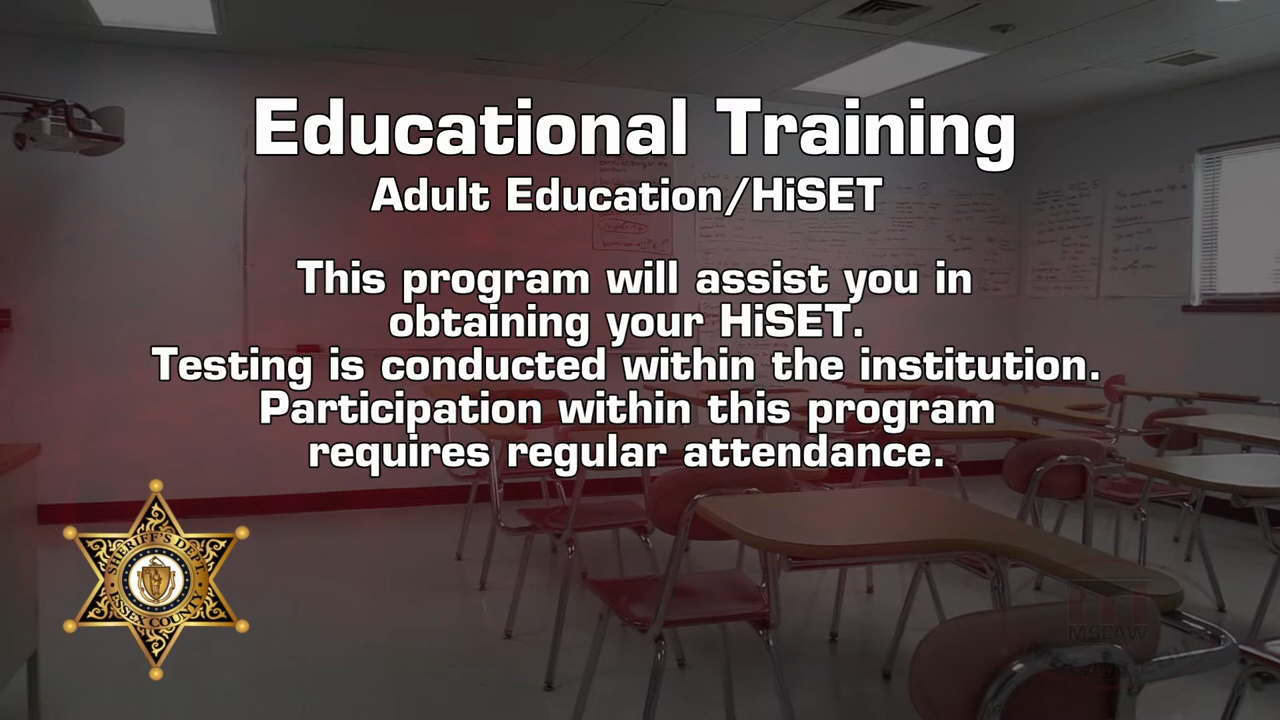 Educational Training
Adult Education/HiSET
This program will assist you in
obtaining your HiSET.
Testing is conducted within the institution.
Participation within this program
requires regular attendance.
SHERIFF'S DEPT.
ESSEX COUNTY
MSLAW